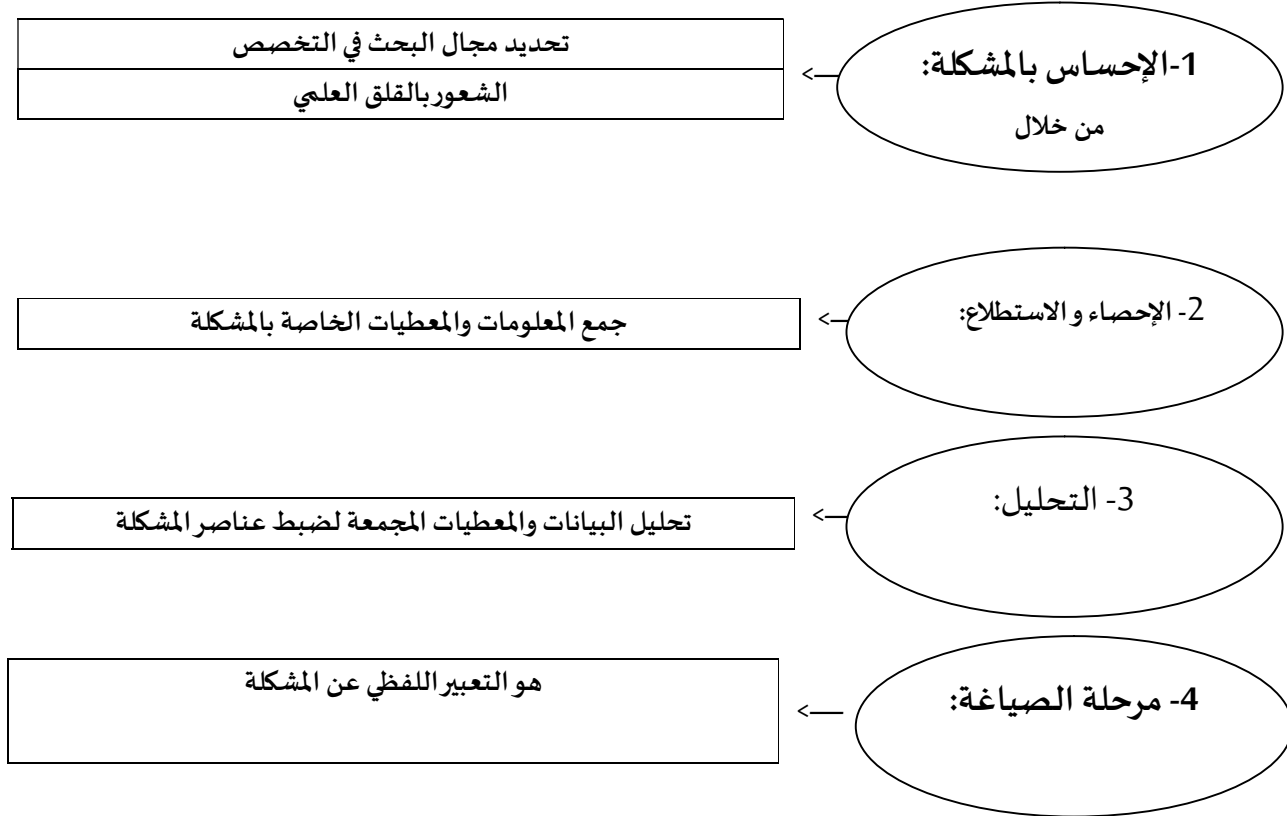 1-الإحساس بالمشكلة:
من خلال
تحديد مجال البحث في التخصص
الشعور بالقلق العلمي
2- الإحصاء والاستطلاع:
جمع المعلومات والمعطيات الخاصة بالمشكلة
3- التحليل:
تحليل البيانات والمعطيات المجمعة لضبط عناصر المشكلة
4- مرحلة الصياغة:
هو التعبير اللفظي عن المشكلة